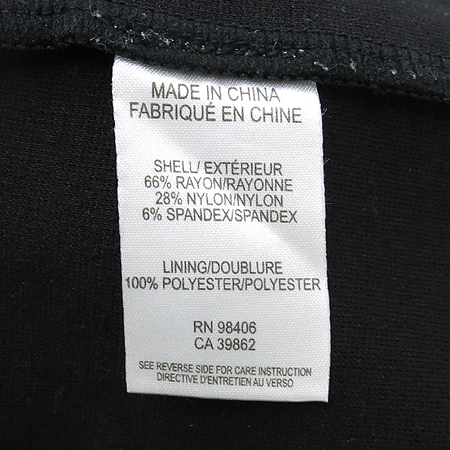 MADE IN CHINA
FABRIQUÉ EN CHINE
SHELL/ EXTÉRIEUR
66% RAYON/RAYONNE
28% NYLON/NYLON
6% SPANDEX/SPANDEX
LINING/DOUBLURE
100% POLYESTER/POLYESTER
RN 98406
CA 39862
SEE REVERSE SIDE FOR CARE INSTRUCTION
DIRECTIVE D'ENTRETIEN AU VERSO